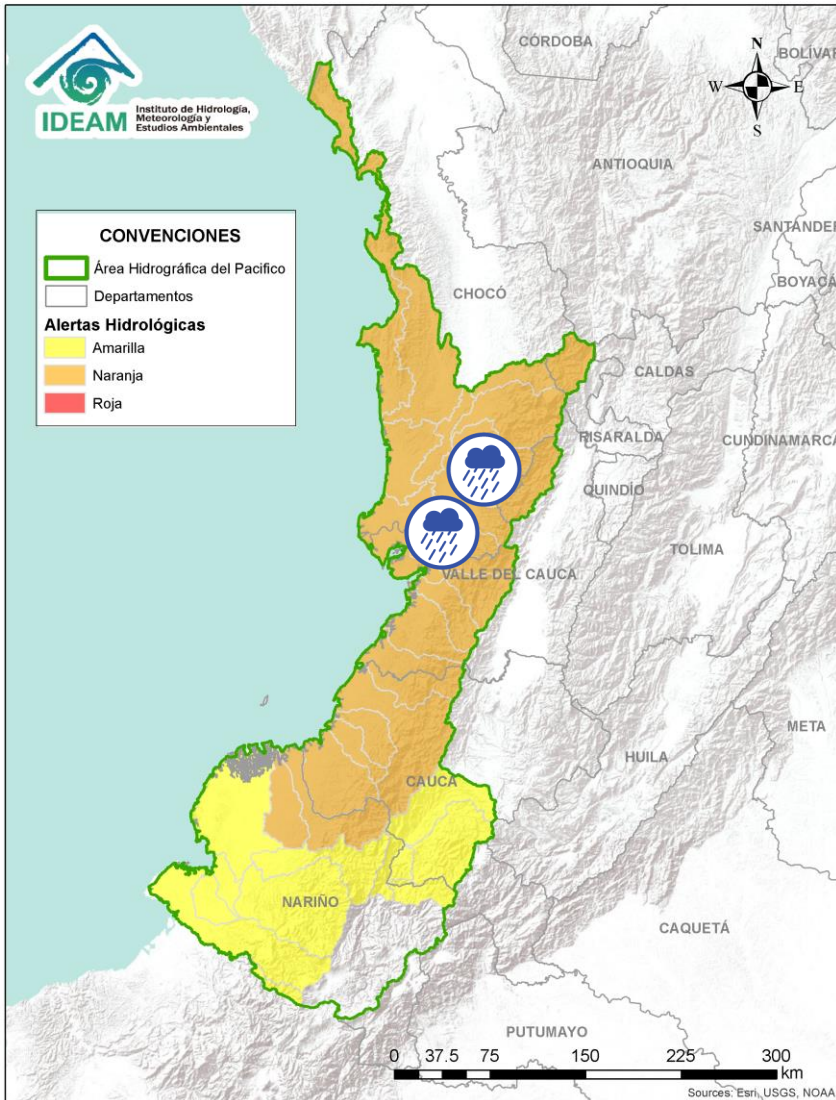 IDEAM
Instituto de Hidrología,
Meteorología y
Estudios Ambientales
N
W
E
S
CONVENCIONES
Área Hidrográfica del Pacifico
Departamentos
Alertas Hidrológicas
Amarilla
Naranja
Roja
CÓRDOBA
BOLÍVAR
ANTIOQUIA
SANTANDER
BOYACÁ
CHOCÓ
CALDAS
RISARALDA
CUNDINAMARCA
QUINDÍO
TOLIMA
VALLE DEL CAUCA
META
HUILA
CAUCA
NARIÑO
CAQUETÁ
PUTUMAYO
0 37.5 75 150 225 300
km
Sources: Esri, USGS, NOAA